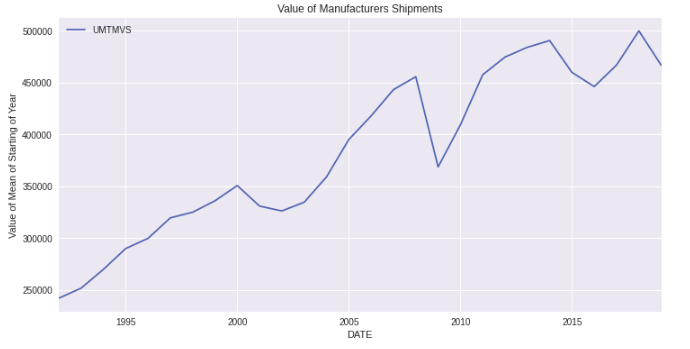 Value of Manufacturers Shipments
UMTMVS
500000
450000
400000
350000
300000
250000
Value of Mean of Starting of Year
1995 2000 2005 2010 2015
DATE